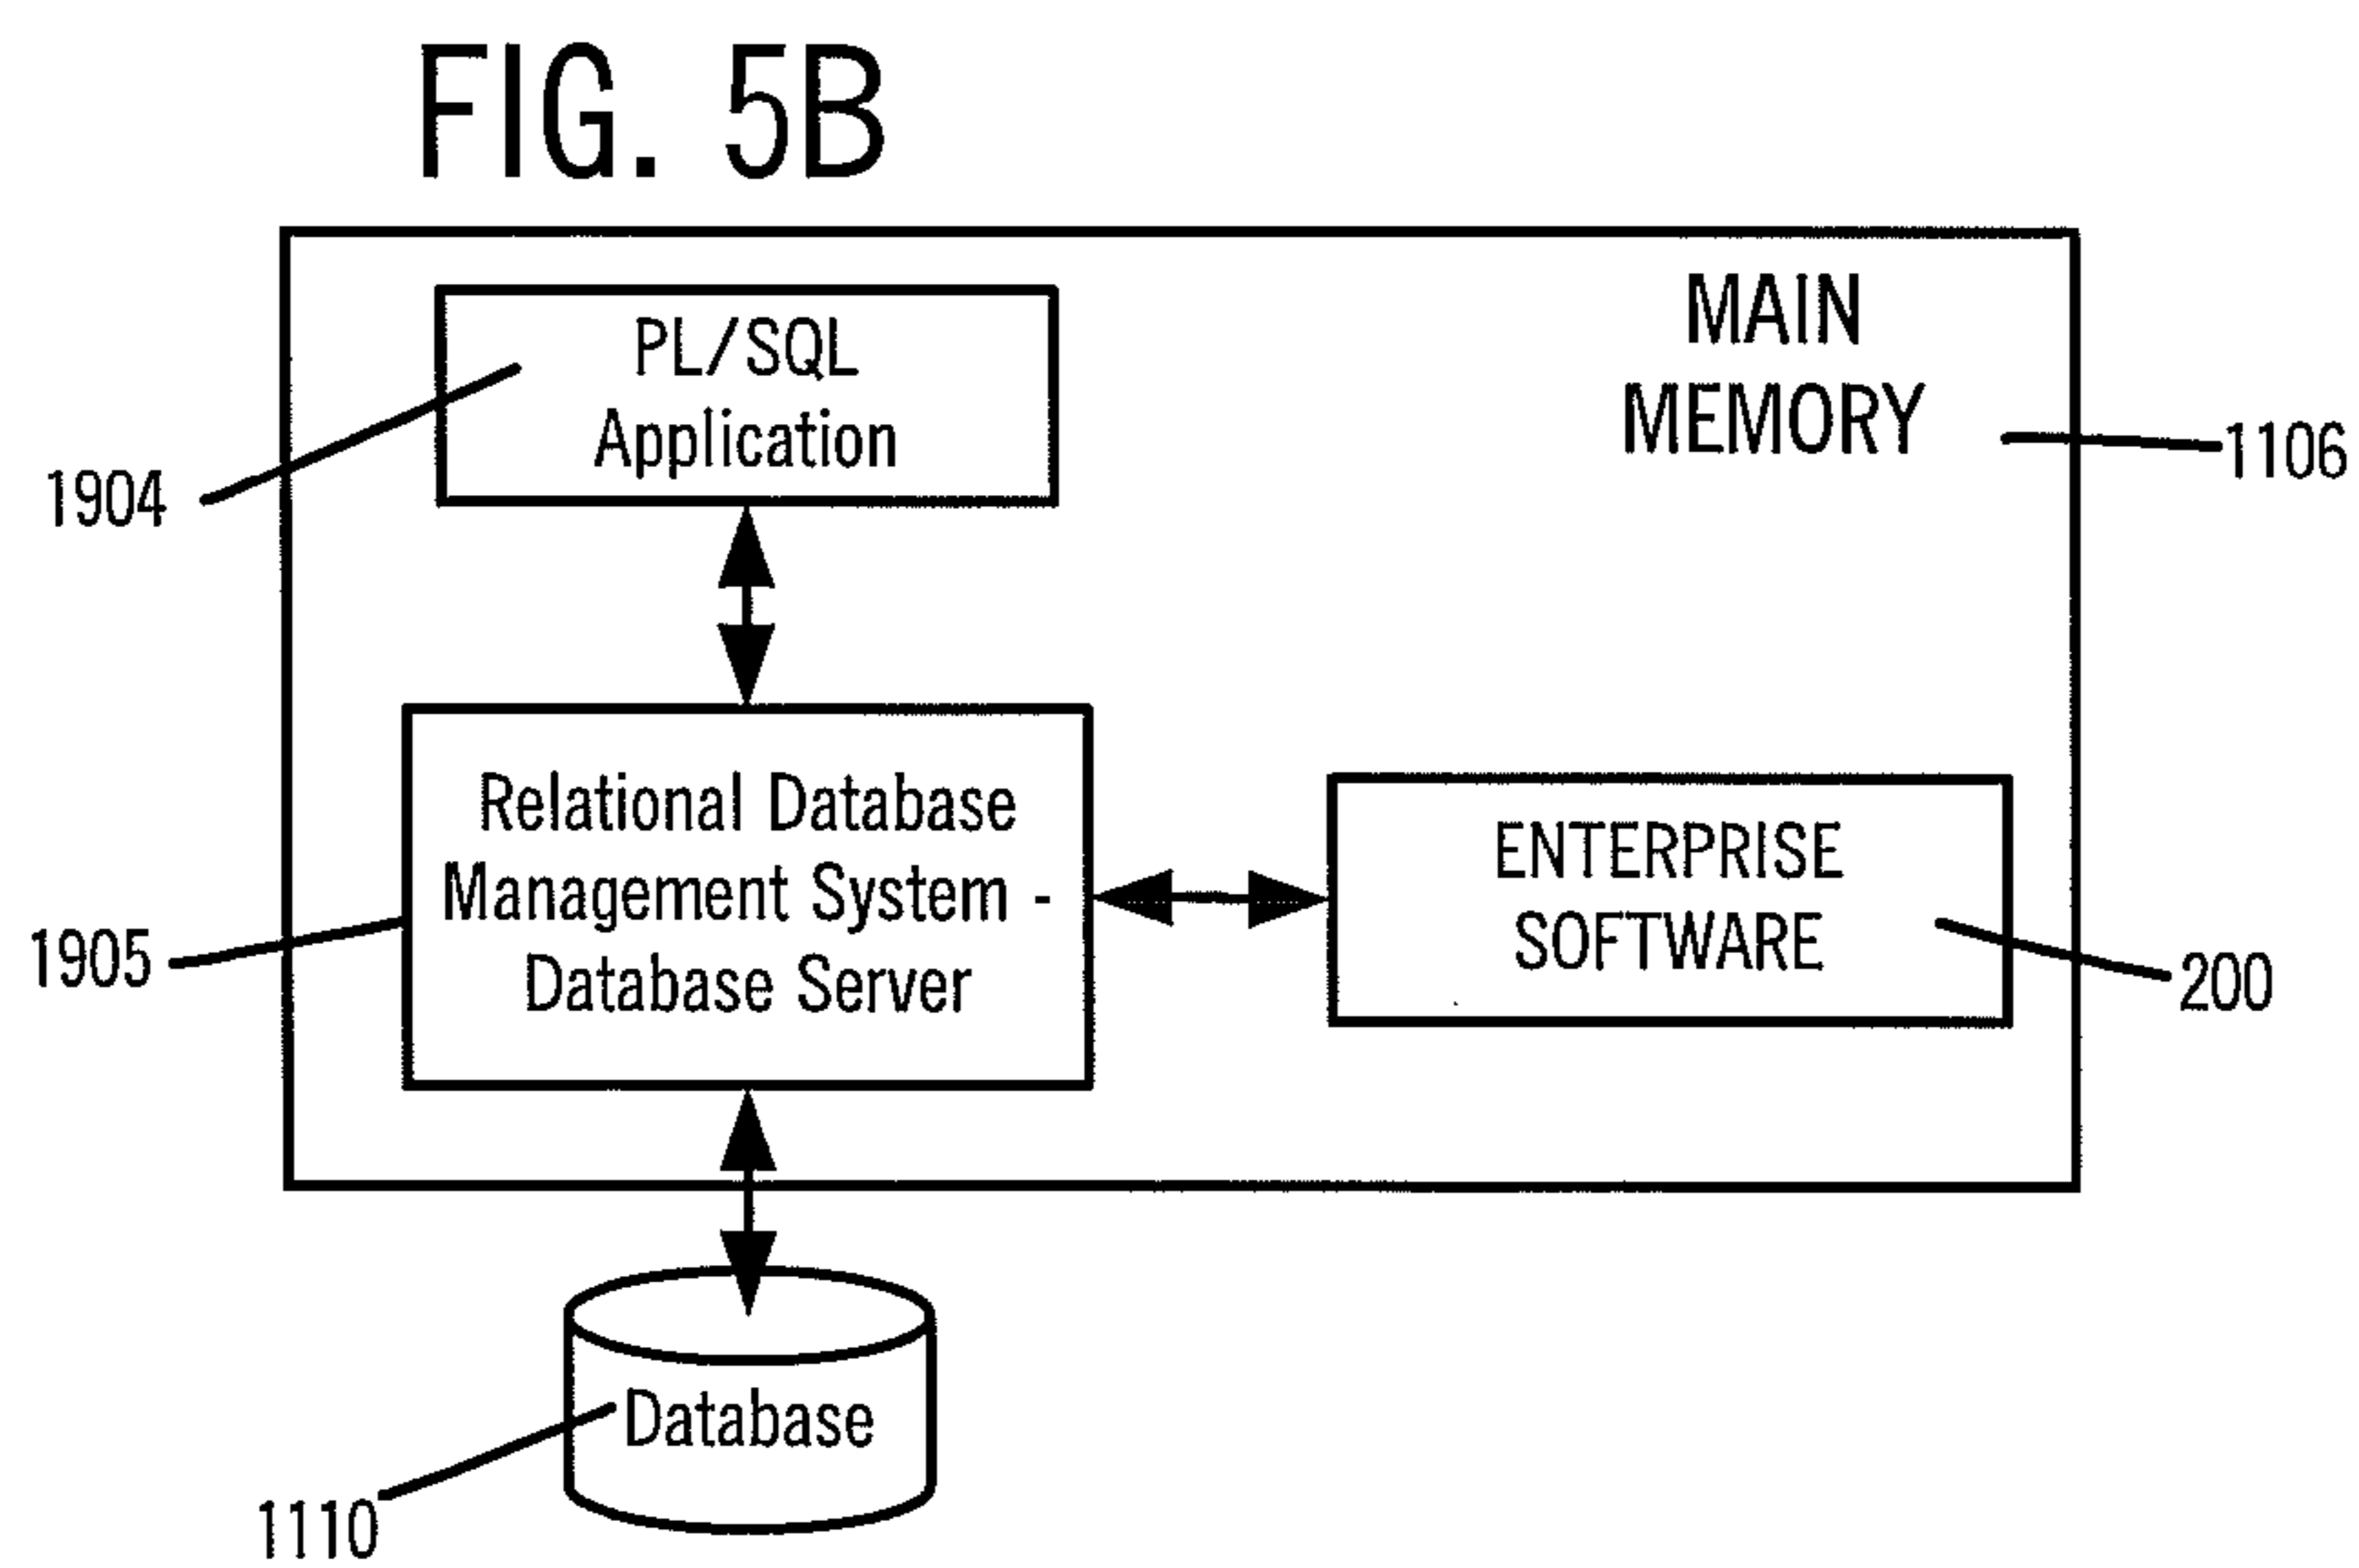 FIG. 5B
MAIN
MEMORY
1106
PL/SQL
Application
1904
Relational Database
Management System -
Database Server
1905
ENTERPRISE
SOFTWARE
200
Database
1110